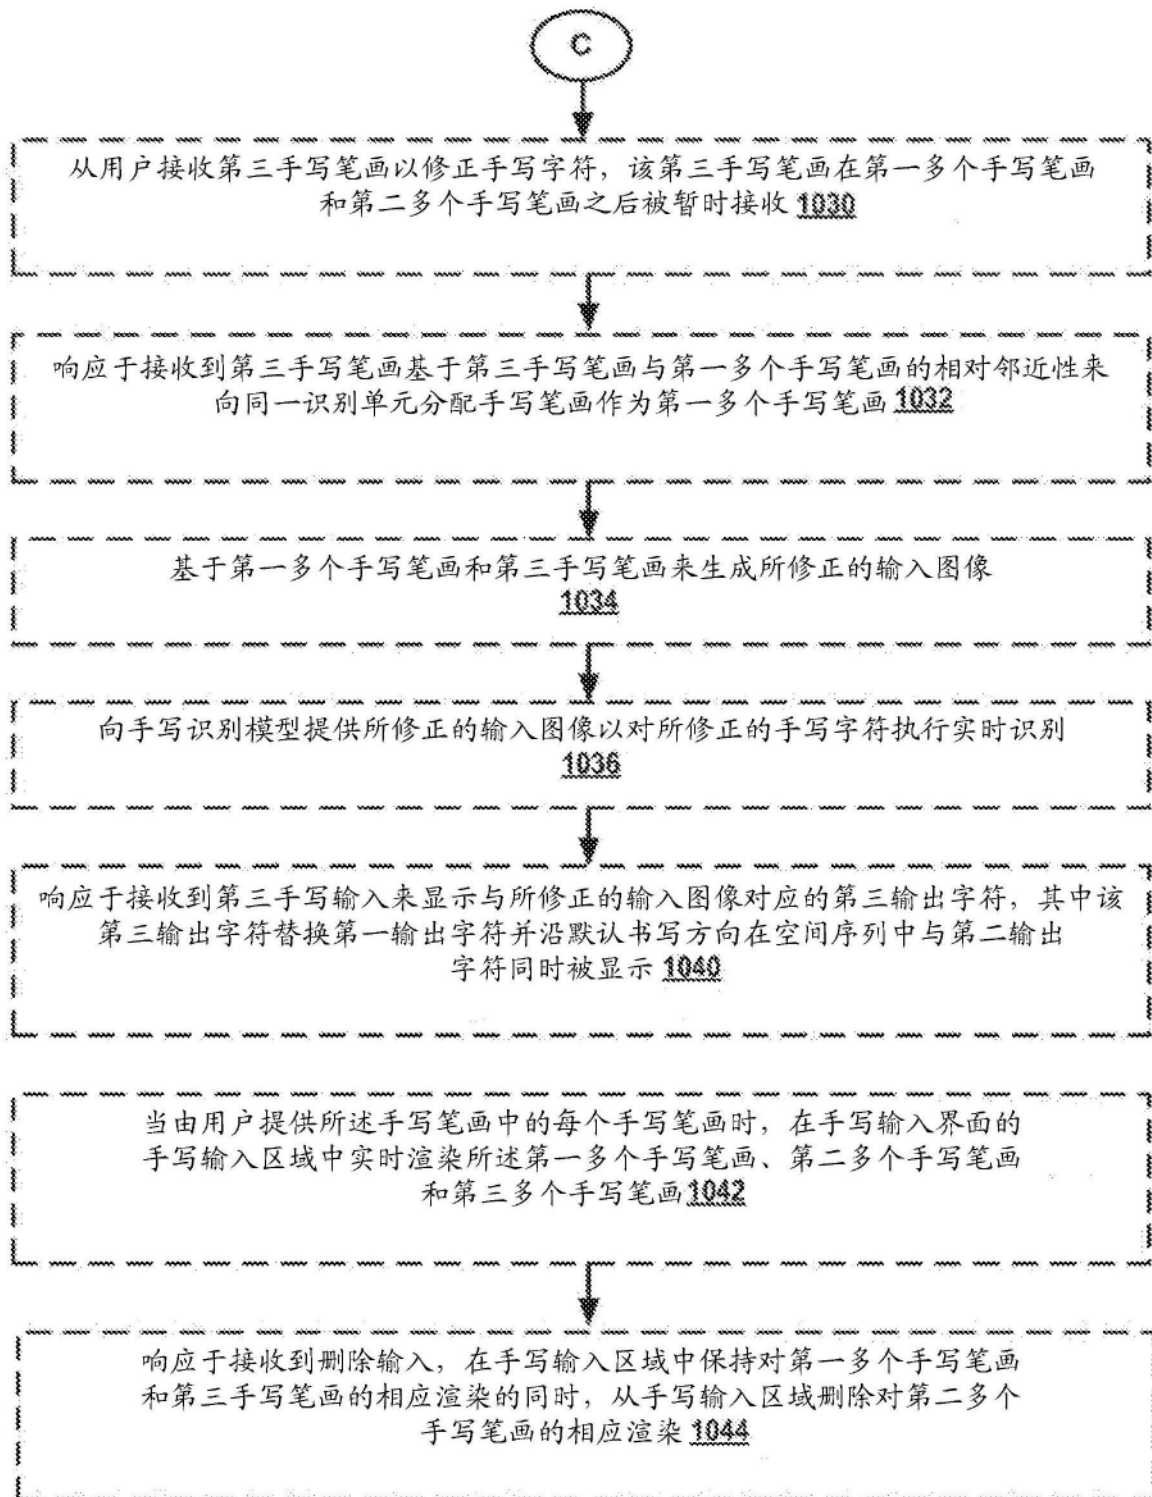 C
从用户接收第三手写笔画以修正手写字符，该第三手写笔画在第一多个手写笔画
和第二多个手写笔画之后被暂时接收 1030
响应于接收到第三手写笔画基于第三手写笔画与第一多个手写笔画的相对邻近性来
向同一识别单元分配手写笔画作为第一多个手写笔画 1032
基于第一多个手写笔画和第三手写笔画来生成所修正的输入图像
1034
向手写识别模型提供所修正的输入图像以对所修正的手写字符执行实时识别
1036
响应于接收到第三手写输入来显示与所修正的输入图像对应的第三输出字符，其中该
第三输出字符替换第一输出字符并沿默认书写方向在空间序列中与第二输出
字符同时被显示 1040
当由用户提供所述手写笔画中的每个手写笔画时，在手写输入界面的
手写输入区域中实时渲染所述第一多个手写笔画、第二多个手写笔画
和第三多个手写笔画 1042
响应于接收到删除输入，在手写输入区域中保持对第一多个手写笔画
和第三手写笔画的相应渲染的同时，从手写输入区域删除对第二多个
手写笔画的相应渲染 1044